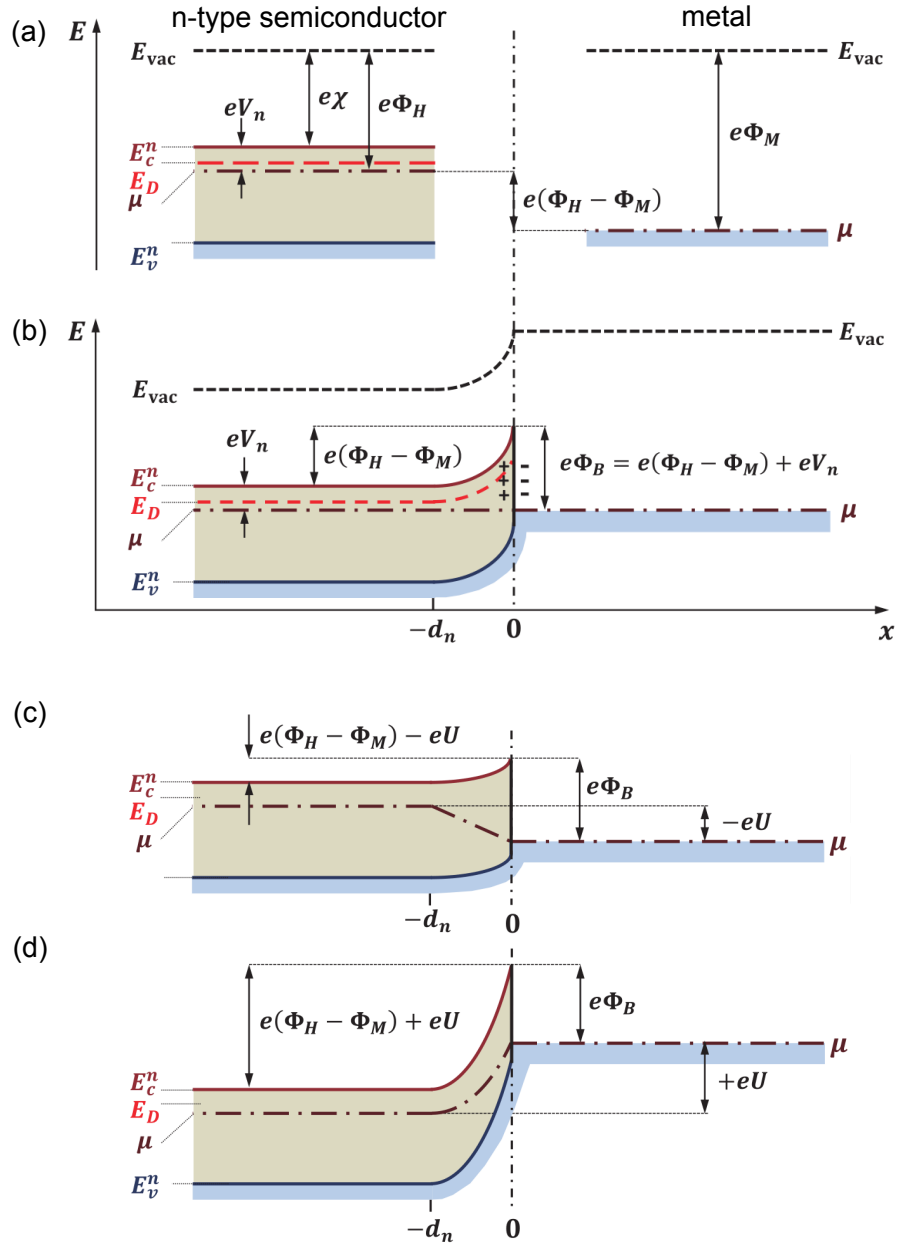 n-type semiconductor metal
(a) E
E_vac E_vac
eχ eΦ_H
eV_n eΦ_M
E_c^n
E_D
μ e(Φ_H − Φ_M) μ
E_v^n
(b) E
E_vac
E_vac
eV_n e(Φ_H − Φ_M) eΦ_B = e(Φ_H − Φ_M) + eV_n
+ -
+ -
+ -
E_c^n
E_D
μ μ
E_v^n
−d_n 0 x
(c)
e(Φ_H − Φ_M) − eU
E_c^n eΦ_B
E_D −eU
μ μ
−d_n 0
(d)
eΦ_B
e(Φ_H − Φ_M) + eU
μ
E_c^n +eU
E_D
μ
E_v^n
−d_n 0